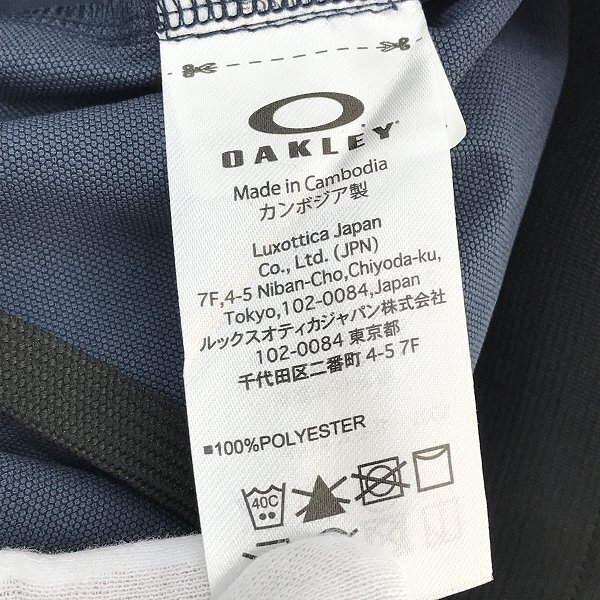 OAKLEY
Made in Cambodia
カンボジア製
Luxottica Japan
Co., Ltd. (JPN)
7F,4-5 Niban-Cho,Chiyoda-ku,
Tokyo,102-0084,Japan
ルックスオティカジャパン株式会社
102-0084 東京都
千代田区二番町 4-5 7F
■100%POLYESTER
40C